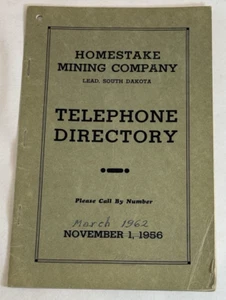 HOMESTAKE
MINING COMPANY
LEAD, SOUTH DAKOTA
TELEPHONE
DIRECTORY
Please Call By Number
March 1962
NOVEMBER 1, 1956